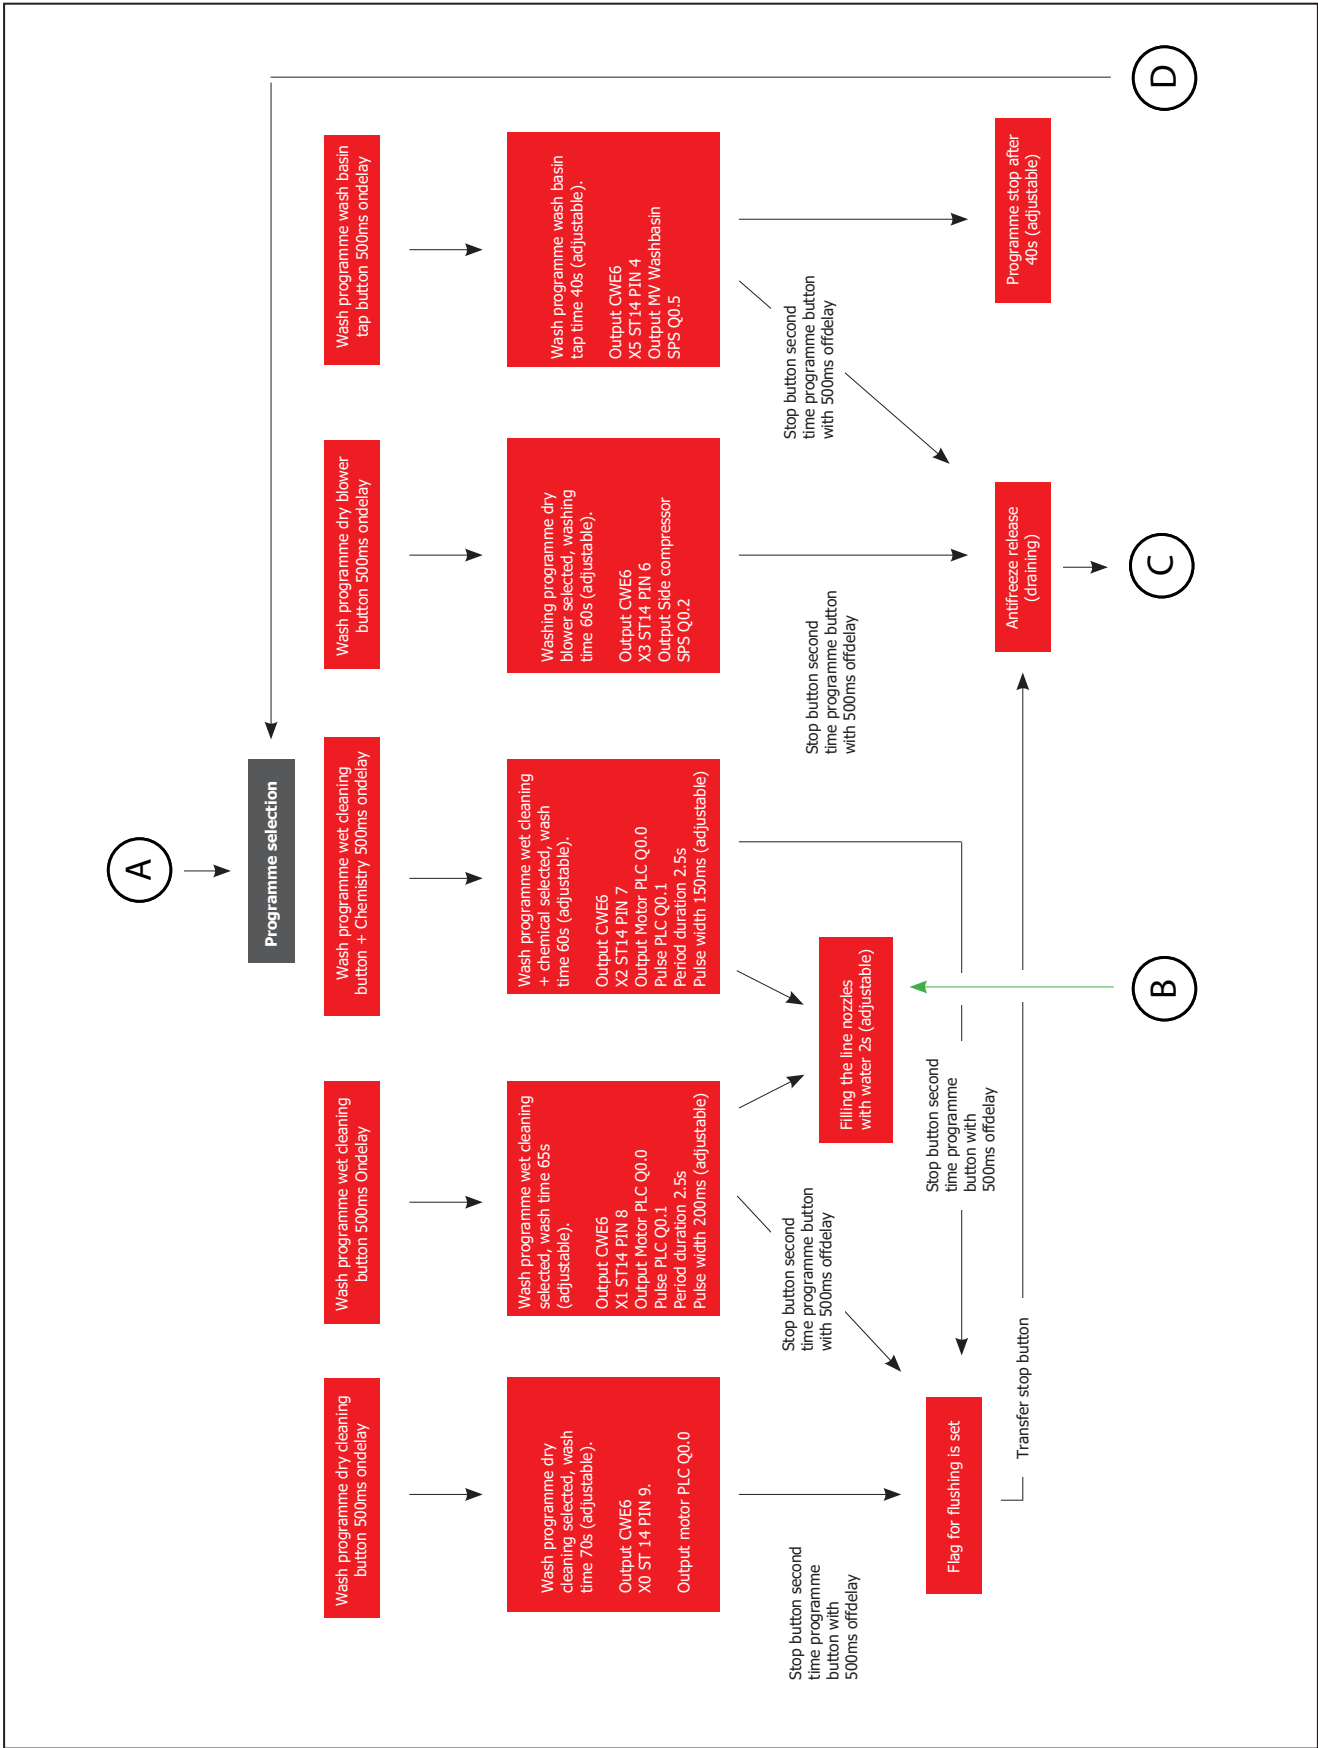 A
Programme selection
Wash programme dry cleaning
button 500ms ondelay
Wash programme wet cleaning
button 500ms Ondelay
Wash programme wet cleaning
button + Chemistry 500ms ondelay
Wash programme dry blower
button 500ms ondelay
Wash programme wash basin
tap button 500ms ondelay
Wash programme dry
cleaning selected, wash
time 70s (adjustable).
Output CWE6
X0 ST 14 PIN 9.
Output motor PLC Q0.0
Wash programme wet cleaning
selected, wash time 65s
(adjustable).
Output CWE6
X1 ST14 PIN 8
Output Motor PLC Q0.0
Pulse PLC Q0.1
Period duration 2.5s
Pulse width 200ms (adjustable)
Wash programme wet cleaning
+ chemical selected, wash
time 60s (adjustable).
Output CWE6
X2 ST14 PIN 7
Output Motor PLC Q0.0
Pulse PLC Q0.1
Period duration 2.5s
Pulse width 150ms (adjustable)
Washing programme dry
blower selected, washing
time 60s (adjustable).
Output CWE6
X3 ST14 PIN 6
Output Side compressor
SPS Q0.2
Wash programme wash basin
tap time 40s (adjustable).
Output CWE6
X5 ST14 PIN 4
Output MV Washbasin
SPS Q0.5
Stop button second
time programme
button with
500ms offdelay
Stop button second
time programme button
with 500ms offdelay
Filling the line nozzles
with water 2s (adjustable)
Stop button second
time programme button
with 500ms offdelay
Stop button second
time programme button
with 500ms offdelay
Stop button second
time programme
button with
500ms offdelay
Flag for flushing is set
Transfer stop button
Antifreeze release
(draining)
Programme stop after
40s (adjustable)
B
C
D